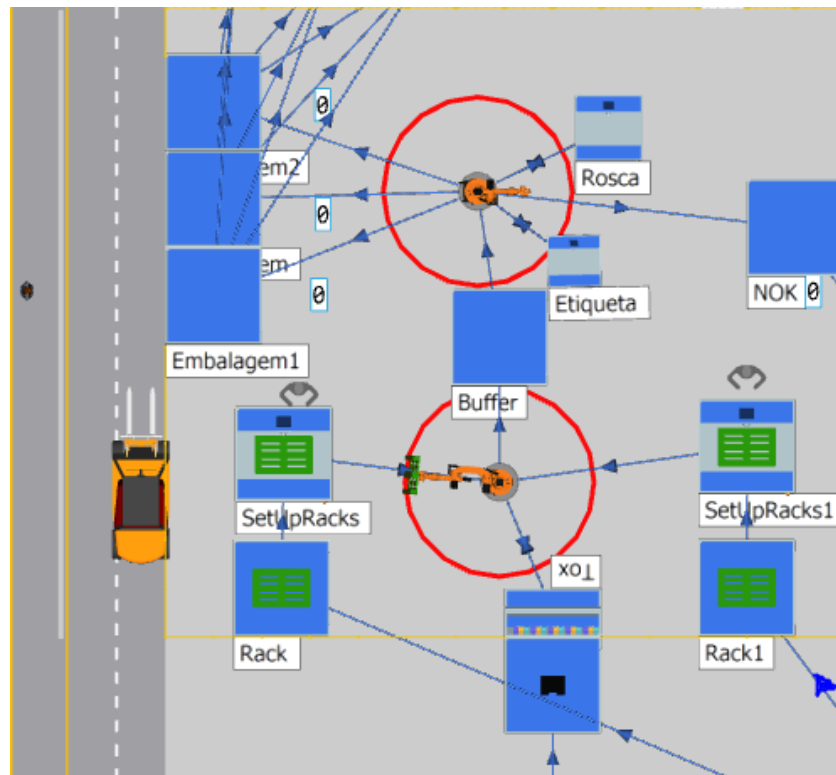 0
em2
Rosca
0
em
Etiqueta
0
NOK 0
Embalagem1
Buffer
SetUpRacks
SetUpRacks1
Tox
Rack
Rack1